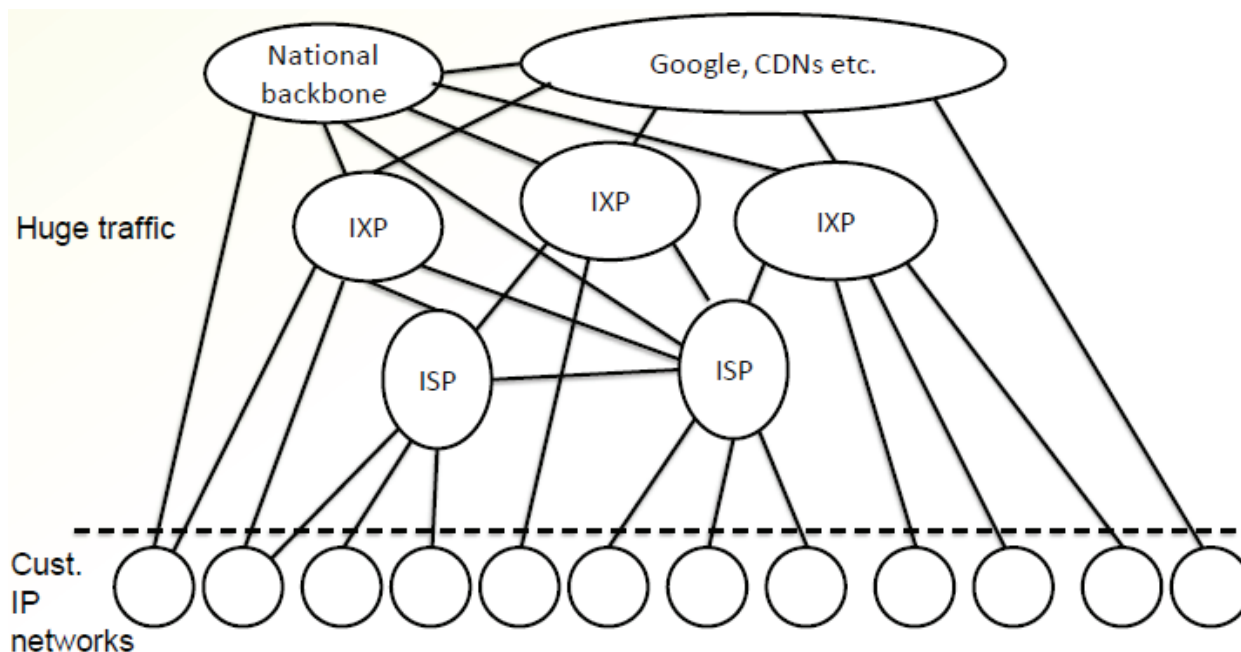 National
backbone
Google, CDNs etc.
Huge traffic
IXP
IXP
IXP
ISP
ISP
Cust.
IP
networks